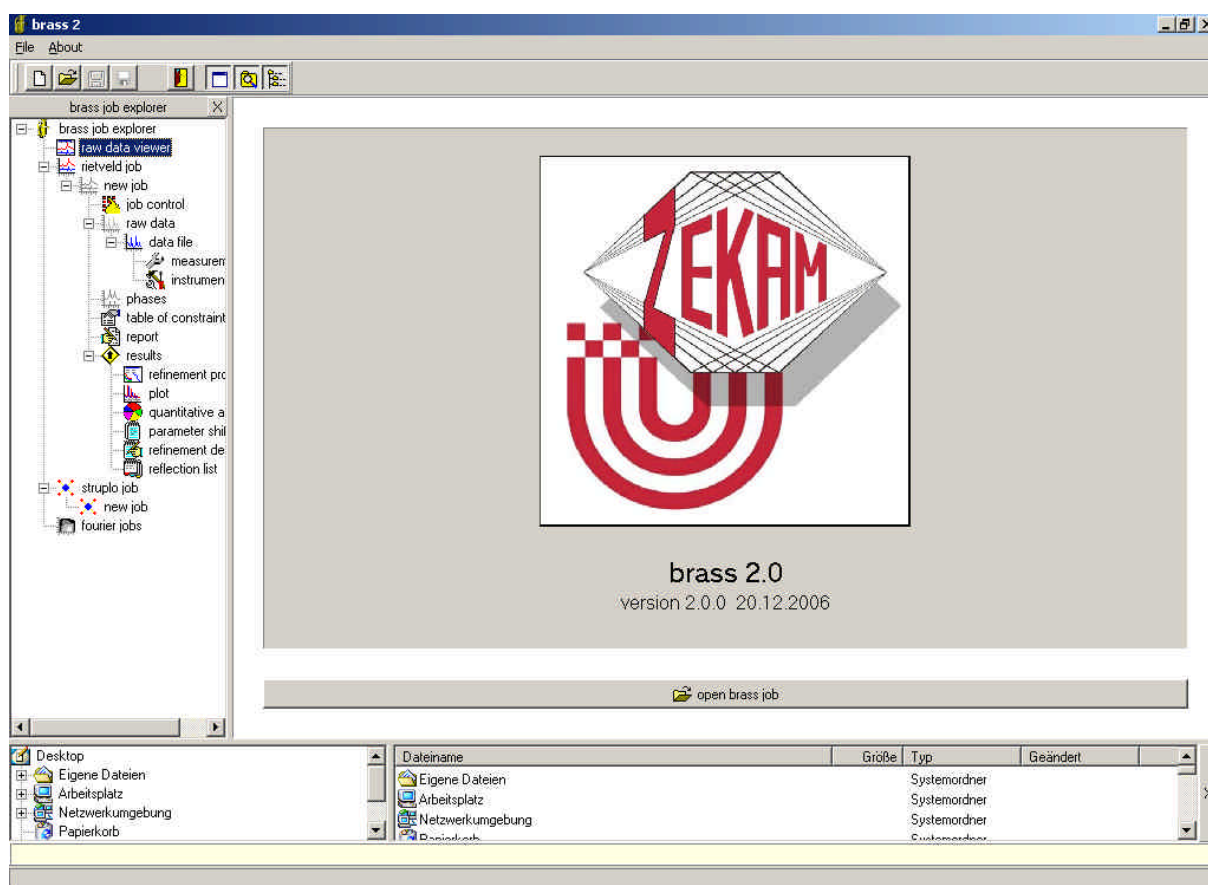 brass 2
File About
brass job explorer
brass job explorer
raw data viewer
rietveld job
new job
job control
raw data
data file
measurem
instrumen
phases
table of constraint
report
results
refinement pro
plot
quantitative a
parameter shif
refinement de
reflection list
struplo job
new job
fourier jobs
ZEKAM
brass 2.0
version 2.0.0 20.12.2006
open brass job
Desktop
Eigene Dateien
Arbeitsplatz
Netzwerkumgebung
Papierkorb
Dateiname Größe Typ Geändert
Eigene Dateien Systemordner
Arbeitsplatz Systemordner
Netzwerkumgebung Systemordner
Papierkorb Systemordner